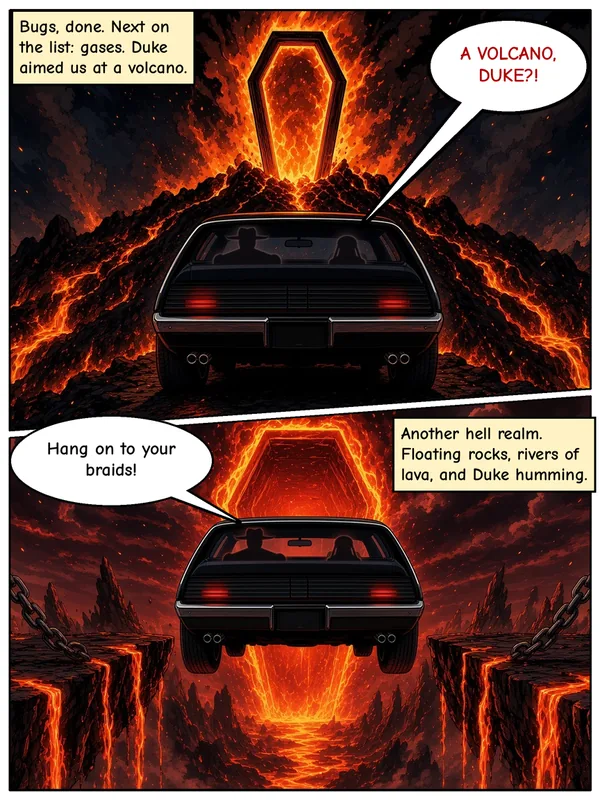 Bugs, done. Next on
the list: gases. Duke
aimed us at a volcano.
A VOLCANO,
DUKE?!
Hang on to your
braids!
Another hell realm.
Floating rocks, rivers of
lava, and Duke humming.